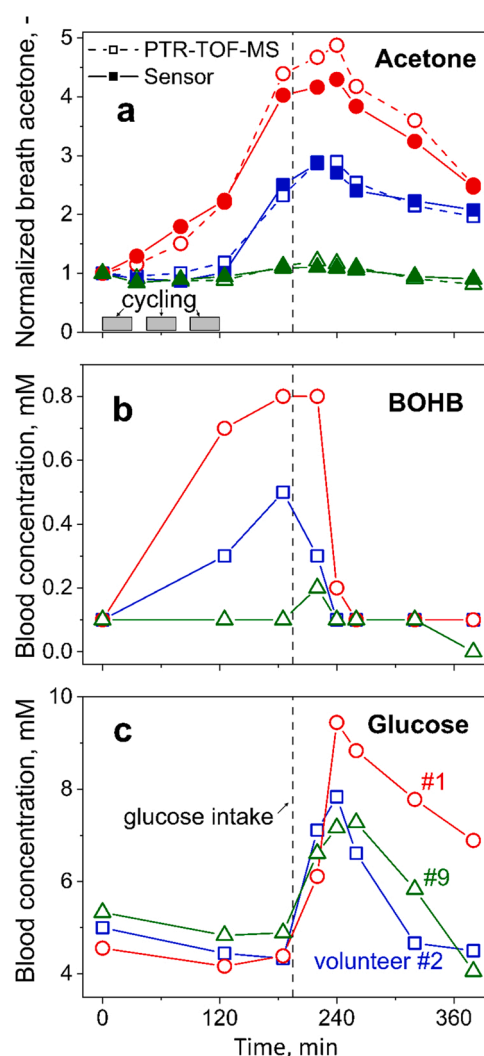 Normalized breath acetone, -
5
4
3
2
1
0
PTR-TOF-MS
Sensor
Acetone
a
cycling
Blood concentration, mM
0.8
0.6
0.4
0.2
0.0
b
BOHB
Blood concentration, mM
10
8
6
4
c
Glucose
glucose intake
#1
#9
volunteer #2
0 120 240 360
Time, min